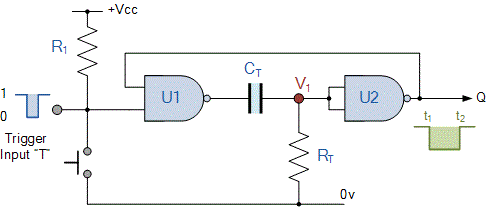 +Vcc
R1
1
0
Trigger
Input "T"
U1
CT
V1
U2
RT
Q
t1 t2
0v